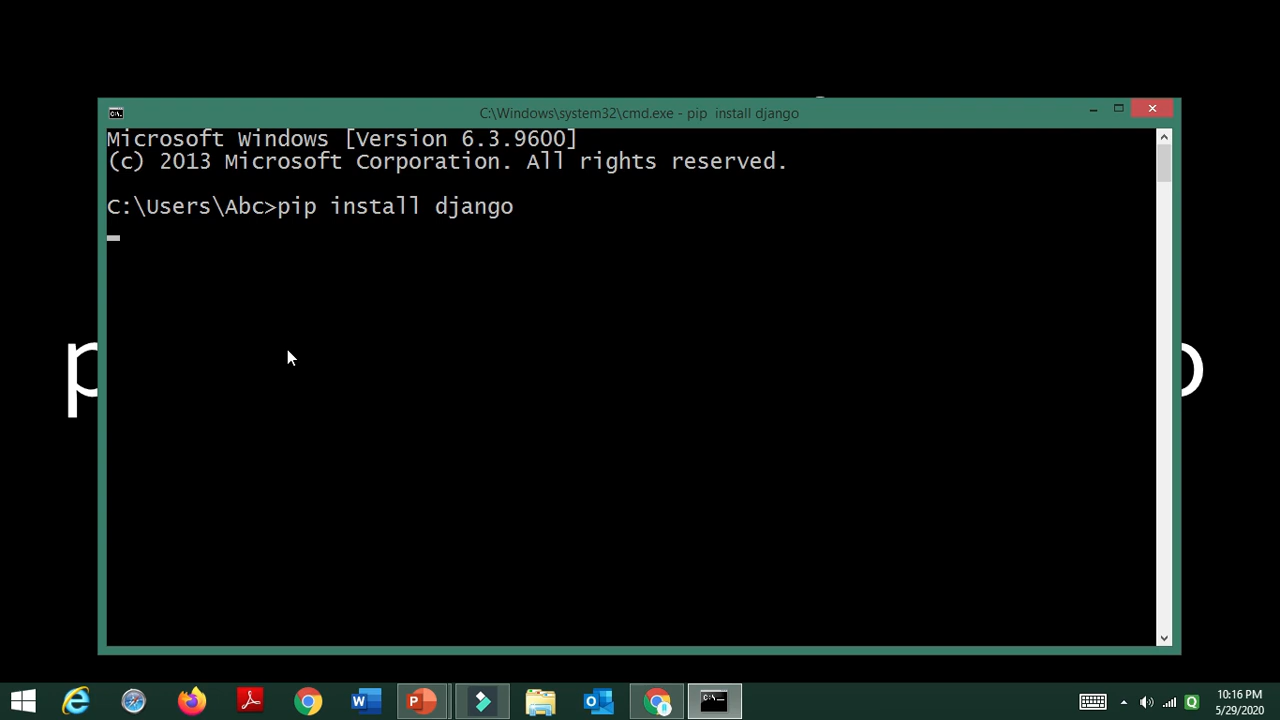 C:\Windows\system32\cmd.exe - pip  install django
Microsoft Windows [Version 6.3.9600]
(c) 2013 Microsoft Corporation. All rights reserved.
C:\Users\Abc>pip install django
10:16 PM
5/29/2020